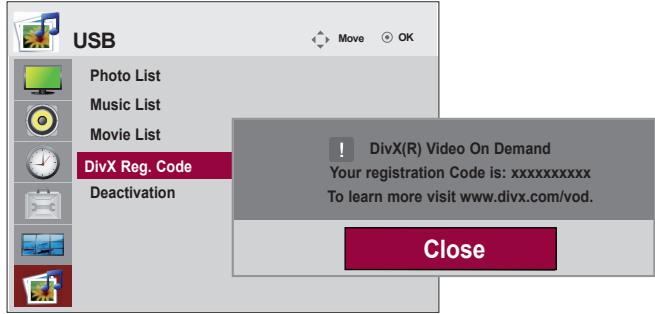 USB
Move OK
Photo List
Music List
Movie List
DivX Reg. Code
Deactivation
! DivX(R) Video On Demand
Your registration Code is: xxxxxxxxxx
To learn more visit www.divx.com/vod.
Close